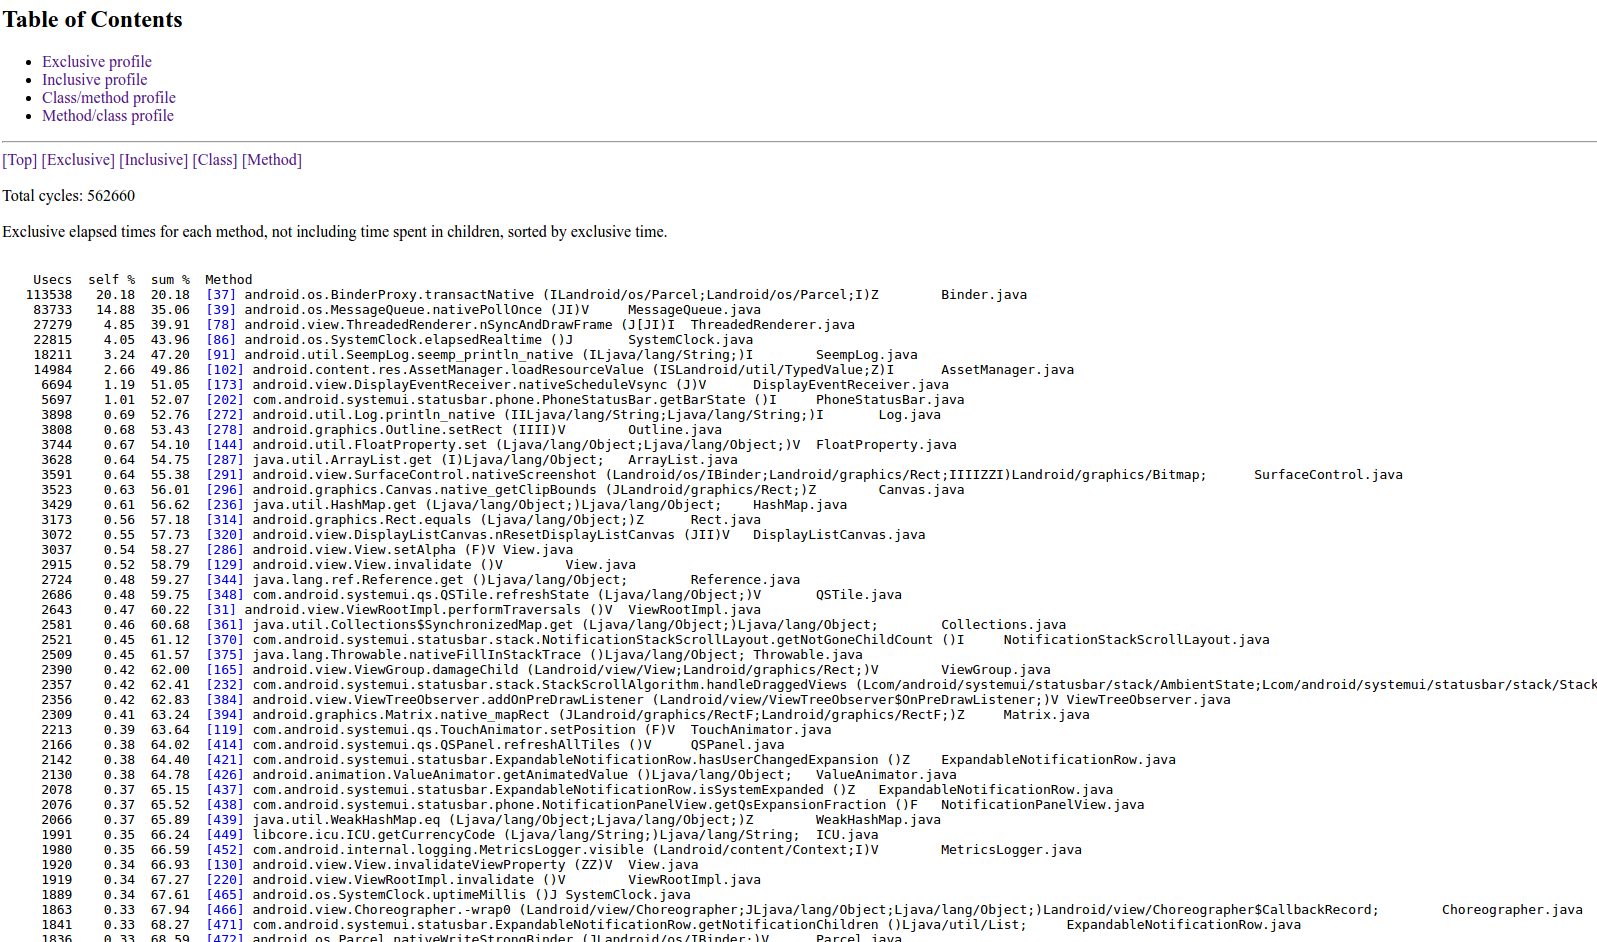 Table of Contents
Exclusive profile
Inclusive profile
Class/method profile
Method/class profile
[Top] [Exclusive] [Inclusive] [Class] [Method]
Total cycles: 562660
Exclusive elapsed times for each method, not including time spent in children, sorted by exclusive time.
Usecs self % sum % Method
113538 20.18 20.18 [37] android.os.BinderProxy.transactNative (ILandroid/os/Parcel;Landroid/os/Parcel;I)Z Binder.java
83733 14.88 35.06 [39] android.os.MessageQueue.nativePollOnce (JI)V MessageQueue.java
27279 4.85 39.91 [78] android.view.ThreadedRenderer.nSyncAndDrawFrame (J[JI)I ThreadedRenderer.java
22815 4.05 43.96 [86] android.os.SystemClock.elapsedRealtime ()J SystemClock.java
18211 3.24 47.20 [91] android.util.SeempLog.seemp_println_native (ILjava/lang/String;)I SeempLog.java
14984 2.66 49.86 [102] android.content.res.AssetManager.loadResourceValue (ISLandroid/util/TypedValue;Z)I AssetManager.java
6694 1.19 51.05 [173] android.view.DisplayEventReceiver.nativeScheduleVsync (J)V DisplayEventReceiver.java
5697 1.01 52.07 [202] com.android.systemui.statusbar.phone.PhoneStatusBar.getBarState ()I PhoneStatusBar.java
3898 0.69 52.76 [272] android.util.Log.println_native (IILjava/lang/String;Ljava/lang/String;)I Log.java
3808 0.68 53.43 [278] android.graphics.Outline.setRect (IIII)V Outline.java
3744 0.67 54.10 [144] android.util.FloatProperty.set (Ljava/lang/Object;Ljava/lang/Object;)V FloatProperty.java
3628 0.64 54.75 [287] java.util.ArrayList.get (I)Ljava/lang/Object; ArrayList.java
3591 0.64 55.38 [291] android.view.SurfaceControl.nativeScreenshot (Landroid/os/IBinder;Landroid/graphics/Rect;IIIIZZI)Landroid/graphics/Bitmap; SurfaceControl.java
3523 0.63 56.01 [296] android.graphics.Canvas.native_getClipBounds (JLandroid/graphics/Rect;)Z Canvas.java
3429 0.61 56.62 [236] java.util.HashMap.get (Ljava/lang/Object;)Ljava/lang/Object; HashMap.java
3173 0.56 57.18 [314] android.graphics.Rect.equals (Ljava/lang/Object;)Z Rect.java
3072 0.55 57.73 [320] android.view.DisplayListCanvas.nResetDisplayListCanvas (JII)V DisplayListCanvas.java
3037 0.54 58.27 [286] android.view.View.setAlpha (F)V View.java
2915 0.52 58.79 [129] android.view.View.invalidate ()V View.java
2724 0.48 59.27 [344] java.lang.ref.Reference.get ()Ljava/lang/Object; Reference.java
2686 0.48 59.75 [348] com.android.systemui.qs.QSTile.refreshState (Ljava/lang/Object;)V QSTile.java
2643 0.47 60.22 [31] android.view.ViewRootImpl.performTraversals ()V ViewRootImpl.java
2581 0.46 60.68 [361] java.util.Collections$SynchronizedMap.get (Ljava/lang/Object;)Ljava/lang/Object; Collections.java
2521 0.45 61.12 [370] com.android.systemui.statusbar.stack.NotificationStackScrollLayout.getNotGoneChildCount ()I NotificationStackScrollLayout.java
2509 0.45 61.57 [375] java.lang.Throwable.nativeFillInStackTrace ()Ljava/lang/Object; Throwable.java
2390 0.42 62.00 [165] android.view.ViewGroup.damageChild (Landroid/view/View;Landroid/graphics/Rect;)V ViewGroup.java
2357 0.42 62.41 [232] com.android.systemui.statusbar.stack.StackScrollAlgorithm.handleDraggedViews (Lcom/android/systemui/statusbar/stack/AmbientState;Lcom/android/systemui/statusbar/stack/Stack
2356 0.42 62.83 [384] android.view.ViewTreeObserver.addOnPreDrawListener (Landroid/view/ViewTreeObserver$OnPreDrawListener;)V ViewTreeObserver.java
2309 0.41 63.24 [394] android.graphics.Matrix.native_mapRect (JLandroid/graphics/RectF;Landroid/graphics/RectF;)Z Matrix.java
2213 0.39 63.64 [119] com.android.systemui.qs.TouchAnimator.setPosition (F)V TouchAnimator.java
2166 0.38 64.02 [414] com.android.systemui.qs.QSPanel.refreshAllTiles ()V QSPanel.java
2142 0.38 64.40 [421] com.android.systemui.statusbar.ExpandableNotificationRow.hasUserChangedExpansion ()Z ExpandableNotificationRow.java
2130 0.38 64.78 [426] android.animation.ValueAnimator.getAnimatedValue ()Ljava/lang/Object; ValueAnimator.java
2078 0.37 65.15 [437] com.android.systemui.statusbar.ExpandableNotificationRow.isSystemExpanded ()Z ExpandableNotificationRow.java
2076 0.37 65.52 [438] com.android.systemui.statusbar.phone.NotificationPanelView.getQsExpansionFraction ()F NotificationPanelView.java
2066 0.37 65.89 [439] java.util.WeakHashMap.eq (Ljava/lang/Object;Ljava/lang/Object;)Z WeakHashMap.java
1991 0.35 66.24 [449] libcore.icu.ICU.getCurrencyCode (Ljava/lang/String;)Ljava/lang/String; ICU.java
1980 0.35 66.59 [452] com.android.internal.logging.MetricsLogger.visible (Landroid/content/Context;I)V MetricsLogger.java
1920 0.34 66.93 [130] android.view.View.invalidateViewProperty (ZZ)V View.java
1919 0.34 67.27 [220] android.view.ViewRootImpl.invalidate ()V ViewRootImpl.java
1889 0.34 67.61 [465] android.os.SystemClock.uptimeMillis ()J SystemClock.java
1863 0.33 67.94 [466] android.view.Choreographer.-wrap0 (Landroid/view/Choreographer;JLjava/lang/Object;Ljava/lang/Object;)Landroid/view/Choreographer$CallbackRecord; Choreographer.java
1841 0.33 68.27 [471] com.android.systemui.statusbar.ExpandableNotificationRow.getNotificationChildren ()Ljava/util/List; ExpandableNotificationRow.java
1836 0.33 68.59 [472] android.os.Parcel.nativeWriteStrongBinder (JLandroid/os/IBinder;)V Parcel.java